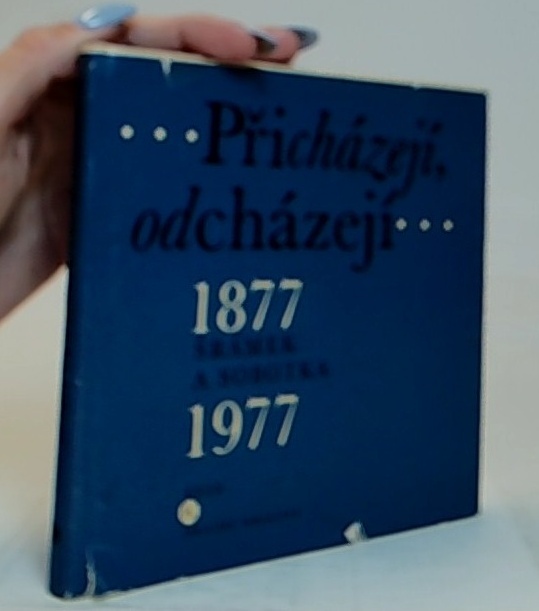 ...Přicházejí,
odcházejí...
1877
ŠRÁMEK
A SOBOTKA
1977